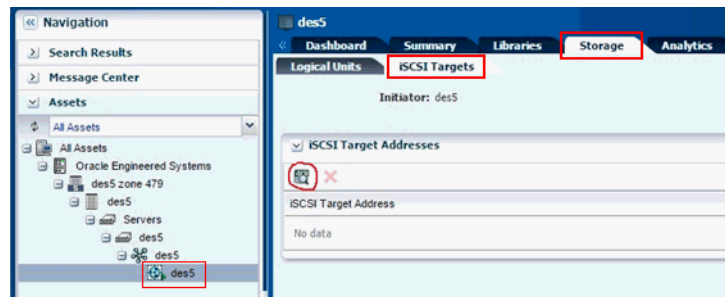 Navigation
Search Results
Message Center
Assets
All Assets
All Assets
Oracle Engineered Systems
des5 zone 479
des5
Servers
des5
des5
des5
des5
Dashboard Summary Libraries Storage Analytics
Logical Units iSCSI Targets
Initiator: des5
iSCSI Target Addresses
iSCSI Target Address
No data